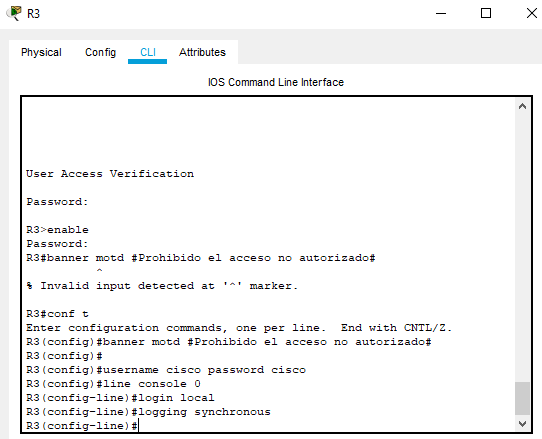 R3
Physical Config CLI Attributes
IOS Command Line Interface
User Access Verification
Password:
R3>enable
Password:
R3#banner motd #Prohibido el acceso no autorizado#
^
% Invalid input detected at '^' marker.
R3#conf t
Enter configuration commands, one per line.  End with CNTL/Z.
R3(config)#banner motd #Prohibido el acceso no autorizado#
R3(config)#
R3(config)#username cisco password cisco
R3(config)#line console 0
R3(config-line)#login local
R3(config-line)#logging synchronous
R3(config-line)#